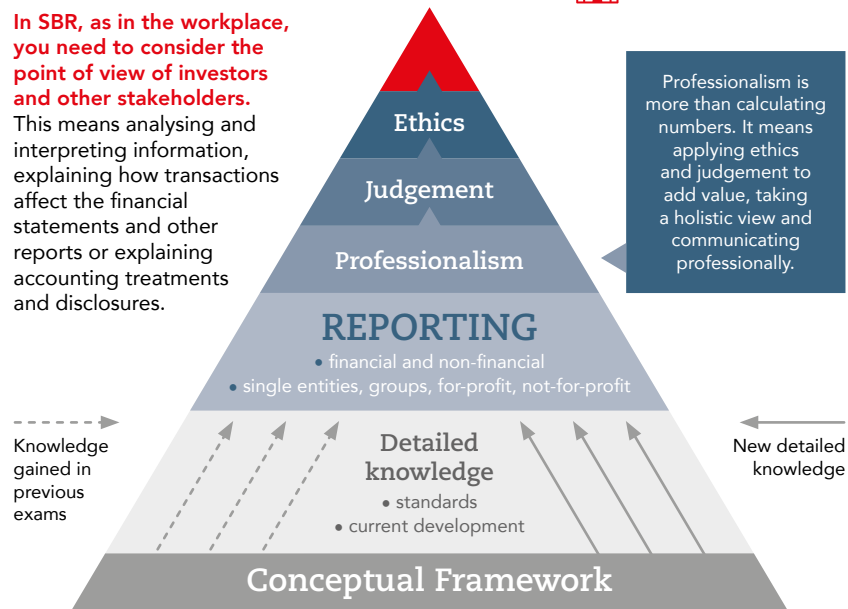 In SBR, as in the workplace,
you need to consider the
point of view of investors
and other stakeholders.
This means analysing and
interpreting information,
explaining how transactions
affect the financial
statements and other
reports or explaining
accounting treatments
and disclosures.
Ethics
Judgement
Professionalism
Professionalism is
more than calculating
numbers. It means
applying ethics
and judgement to
add value, taking
a holistic view and
communicating
professionally.
REPORTING
• financial and non-financial
• single entities, groups, for-profit, not-for-profit
Knowledge
gained in
previous
exams
Detailed
knowledge
• standards
• current development
New detailed
knowledge
Conceptual Framework